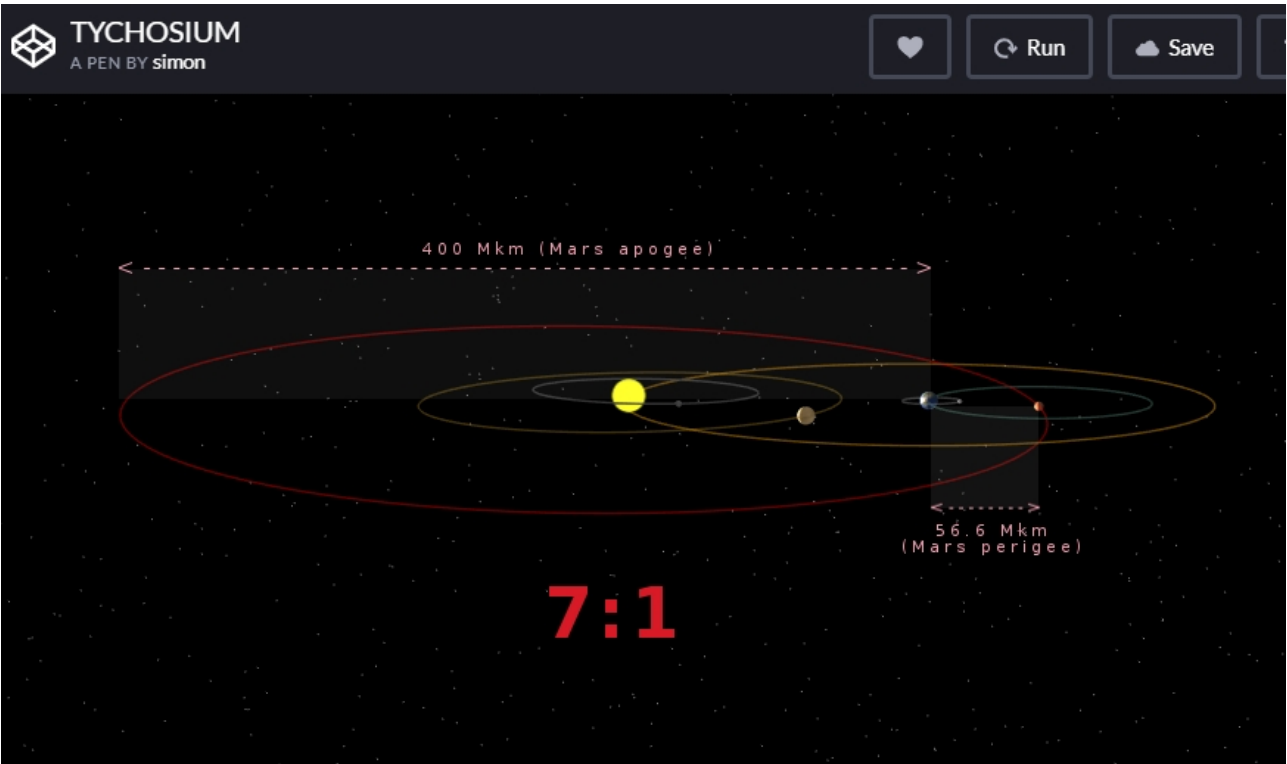 TYCHOSIUM
A PEN BY simon
Run
Save
400 Mkm (Mars apogee)
56.6 Mkm
(Mars perigee)
7:1